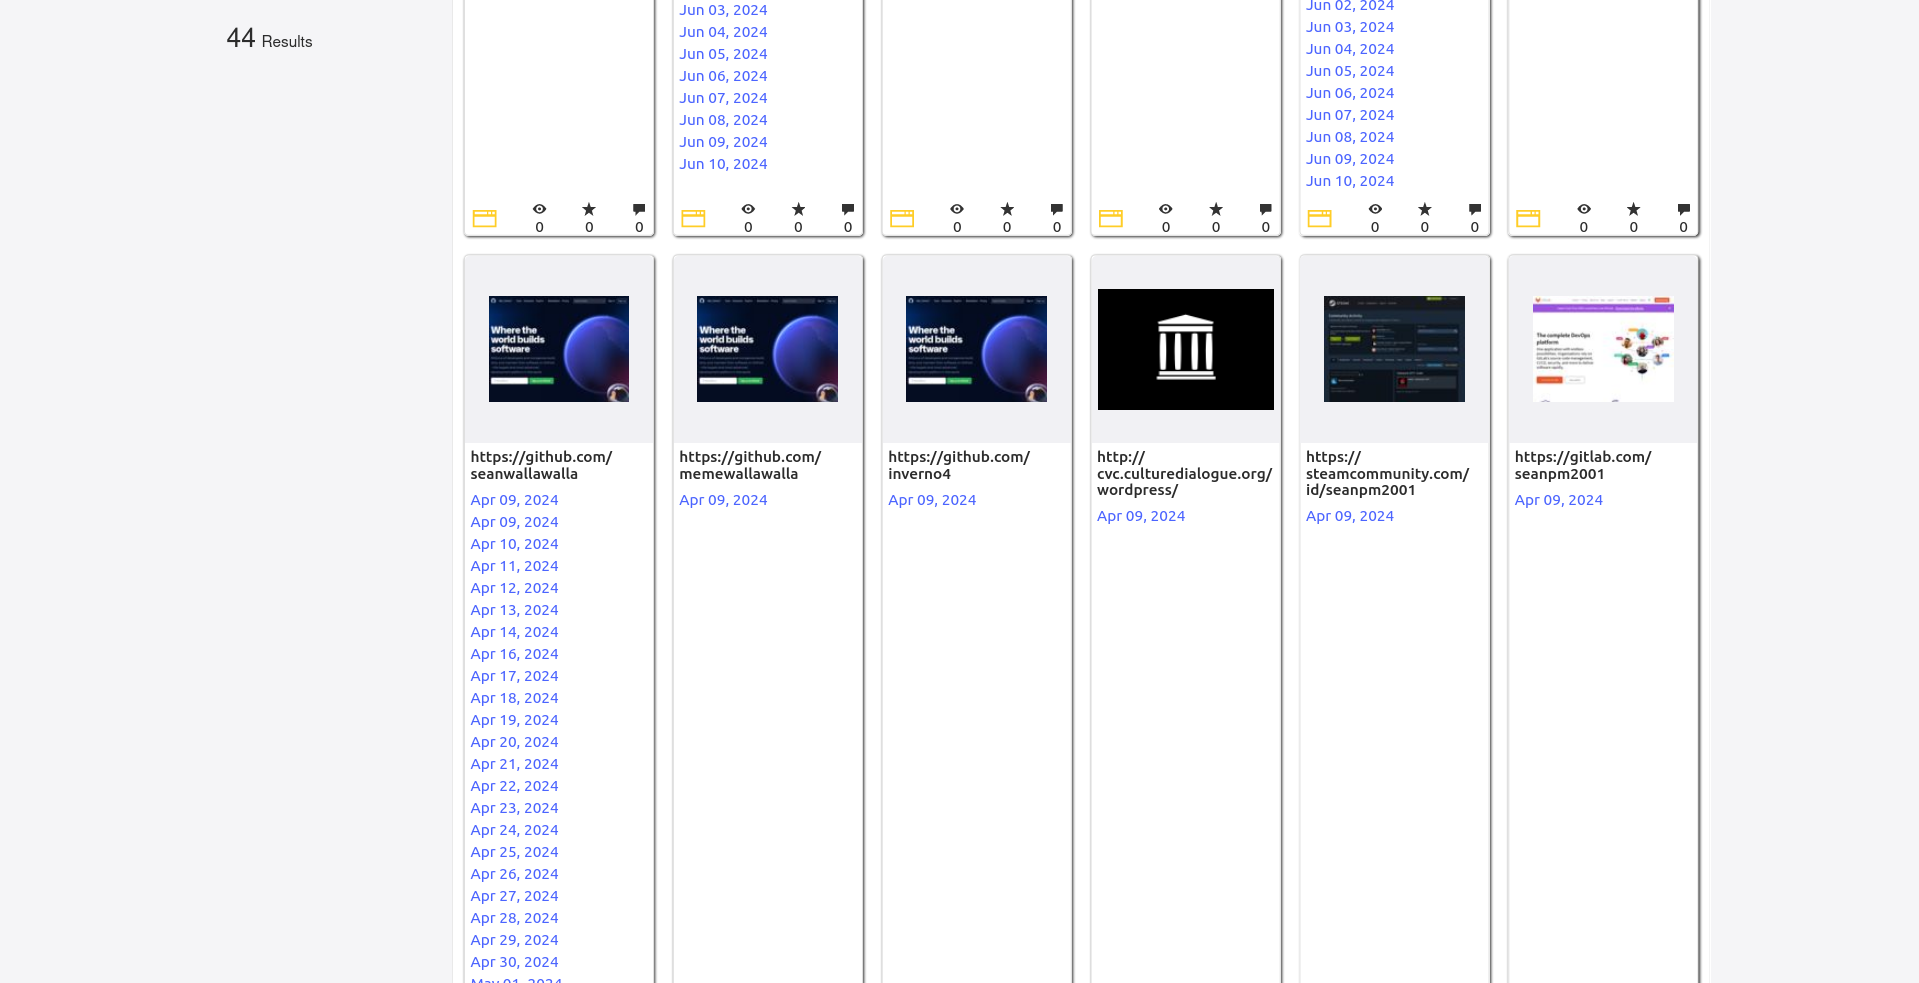 44 Results
Jun 03, 2024
Jun 04, 2024
Jun 05, 2024
Jun 06, 2024
Jun 07, 2024
Jun 08, 2024
Jun 09, 2024
Jun 10, 2024
Jun 02, 2024
Jun 03, 2024
Jun 04, 2024
Jun 05, 2024
Jun 06, 2024
Jun 07, 2024
Jun 08, 2024
Jun 09, 2024
Jun 10, 2024
0 0 0
0 0 0
0 0 0
0 0 0
0 0 0
0 0 0
Where the
world builds
software
https://github.com/
seanwallawalla
Apr 09, 2024
Apr 09, 2024
Apr 10, 2024
Apr 11, 2024
Apr 12, 2024
Apr 13, 2024
Apr 14, 2024
Apr 16, 2024
Apr 17, 2024
Apr 18, 2024
Apr 19, 2024
Apr 20, 2024
Apr 21, 2024
Apr 22, 2024
Apr 23, 2024
Apr 24, 2024
Apr 25, 2024
Apr 26, 2024
Apr 27, 2024
Apr 28, 2024
Apr 29, 2024
Apr 30, 2024
May 01, 2024
Where the
world builds
software
https://github.com/
memewallawalla
Apr 09, 2024
Where the
world builds
software
https://github.com/
inverno4
Apr 09, 2024
http://
cvc.culturedialogue.org/
wordpress/
Apr 09, 2024
Community Activity
https://
steamcommunity.com/
id/seanpm2001
Apr 09, 2024
The complete DevOps
platform
https://gitlab.com/
seanpm2001
Apr 09, 2024